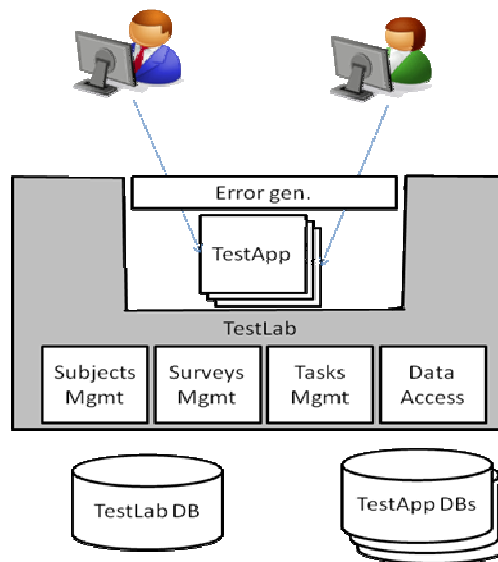 Error gen.
TestApp
TestLab
Subjects Surveys Tasks Data
Mgmt Mgmt Mgmt Access
TestLab DB
TestApp DBs